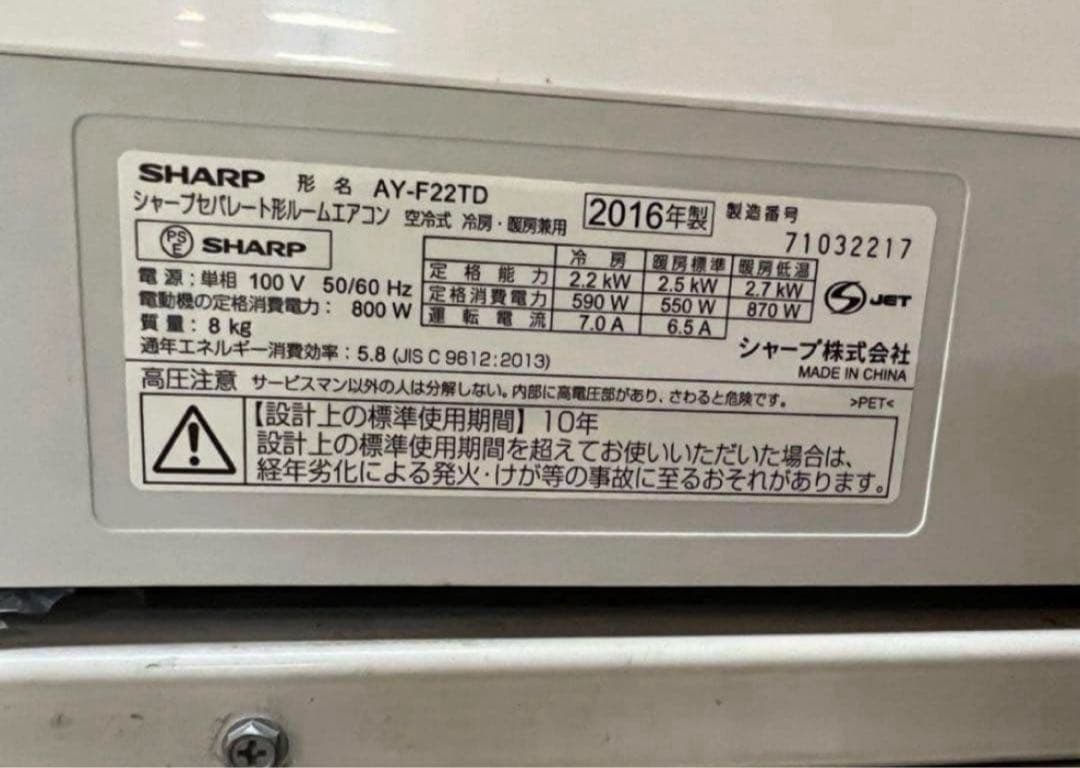 SHARP 形名 AY-F22TD
シャープセパレート形ルームエアコン 空冷式 冷房・暖房兼用 2016年製 製造番号
71032217
PS E SHARP
冷房 暖房標準 暖房低温
定格能力 2.2 kW 2.5 kW 2.7 kW
定格消費電力 590 W 550 W 870 W
運転電流 7.0 A 6.5 A
電源：単相 100 V 50/60 Hz
電動機の定格消費電力： 800 W
質量：8 kg
通年エネルギー消費効率：5.8 (JIS C 9612:2013)
S JET
シャープ株式会社
MADE IN CHINA
高圧注意 サービスマン以外の人は分解しない。内部に高電圧部があり、さわると危険です。 >PET<
【設計上の標準使用期間】10年
設計上の標準使用期間を超えてお使いいただいた場合は、
経年劣化による発火・けが等の事故に至るおそれがあります。